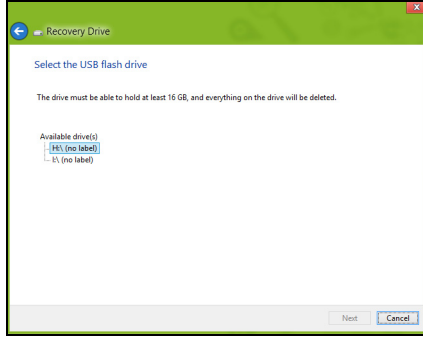 Recovery Drive
Select the USB flash drive
The drive must be able to hold at least 16 GB, and everything on the drive will be deleted.
Available drive(s)
H:\ (no label)
I:\ (no label)
Next
Cancel